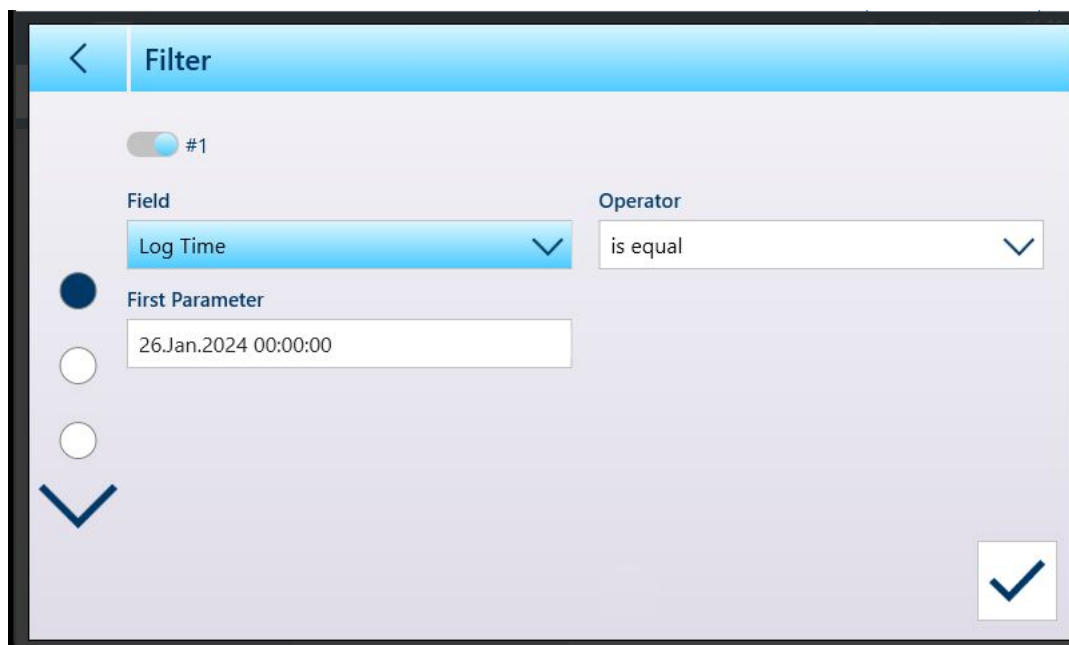 Filter
#1
Field
Operator
Log Time
is equal
First Parameter
26.Jan.2024 00:00:00